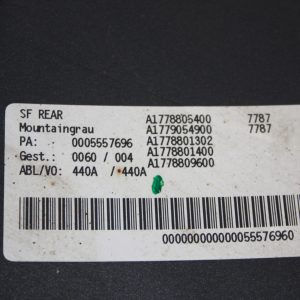 SF REAR
Mountaingrau
PA: 0005557696
Gest.: 0060 / 004
ABL/VO: 440A / 440A
A1778805400 7787
A1779054900 7787
A1778801302
A1778801400
A1778809600
000000000000055576960